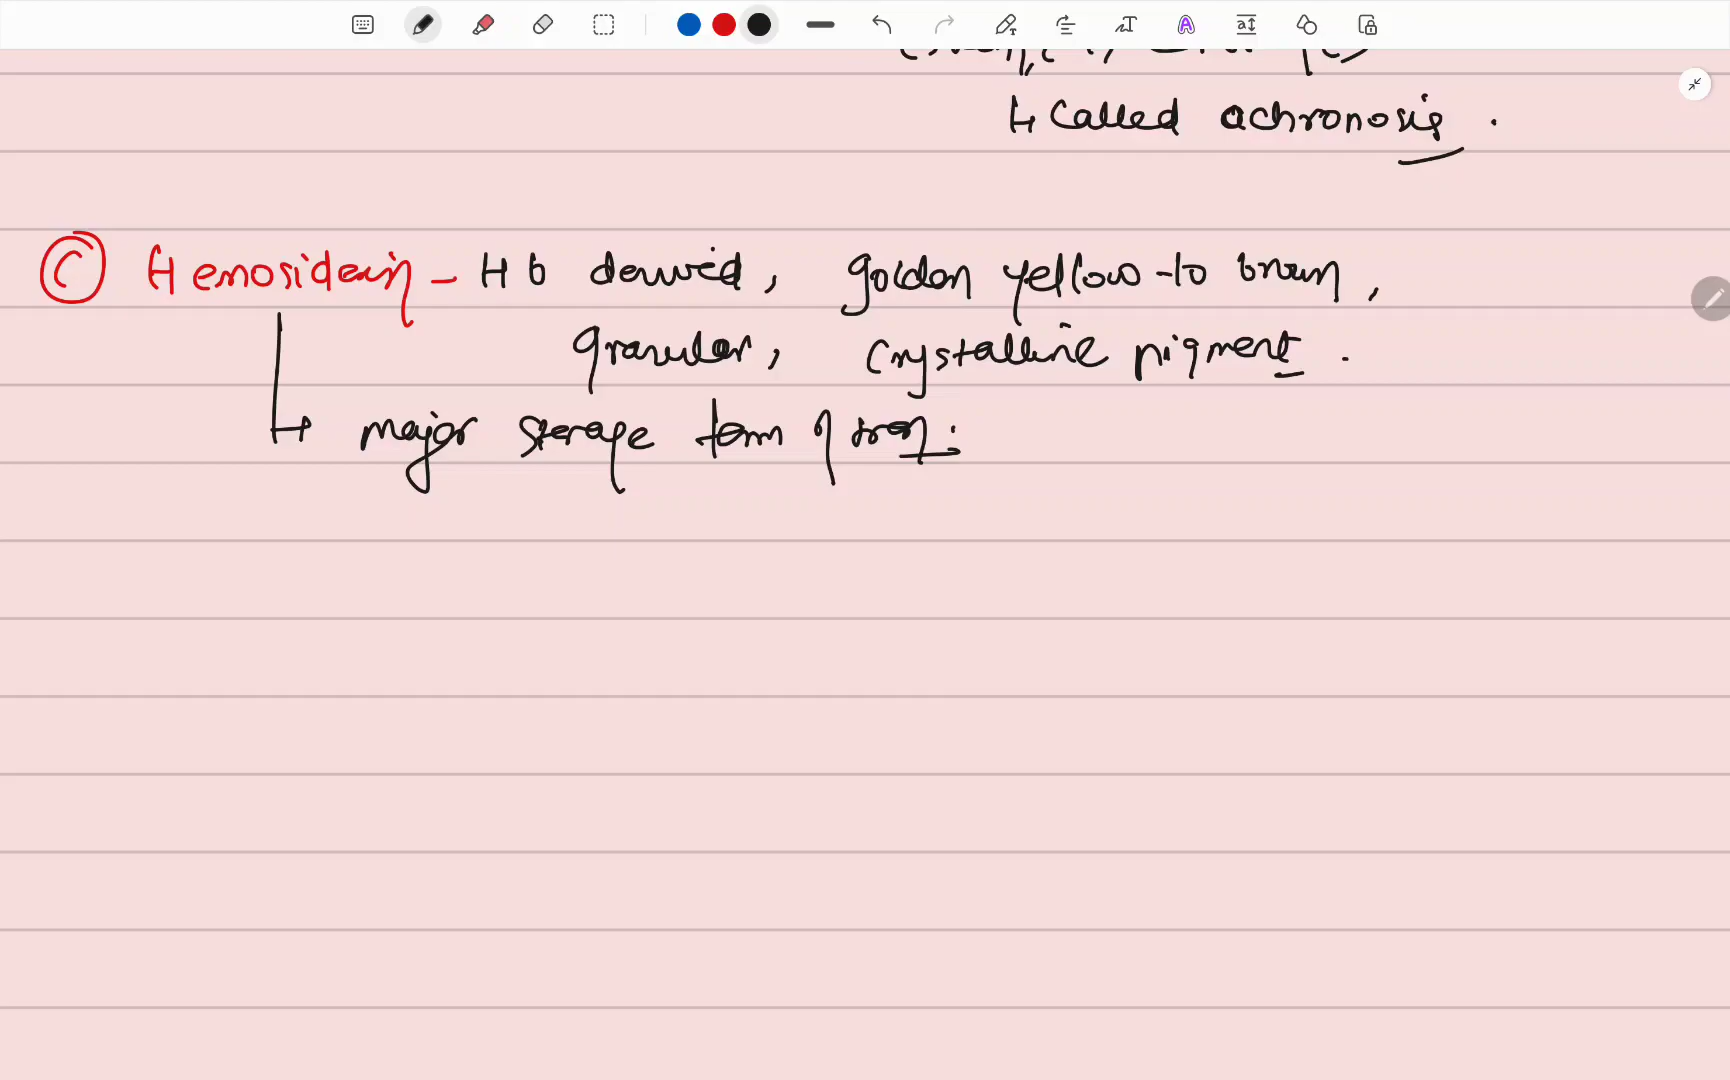 ↳ Called achronosis.
Ⓒ Hemosiderin - Hb derived, golden yellow-to brown,
granular, crystalline pigment.
↳ major storage form of iron.